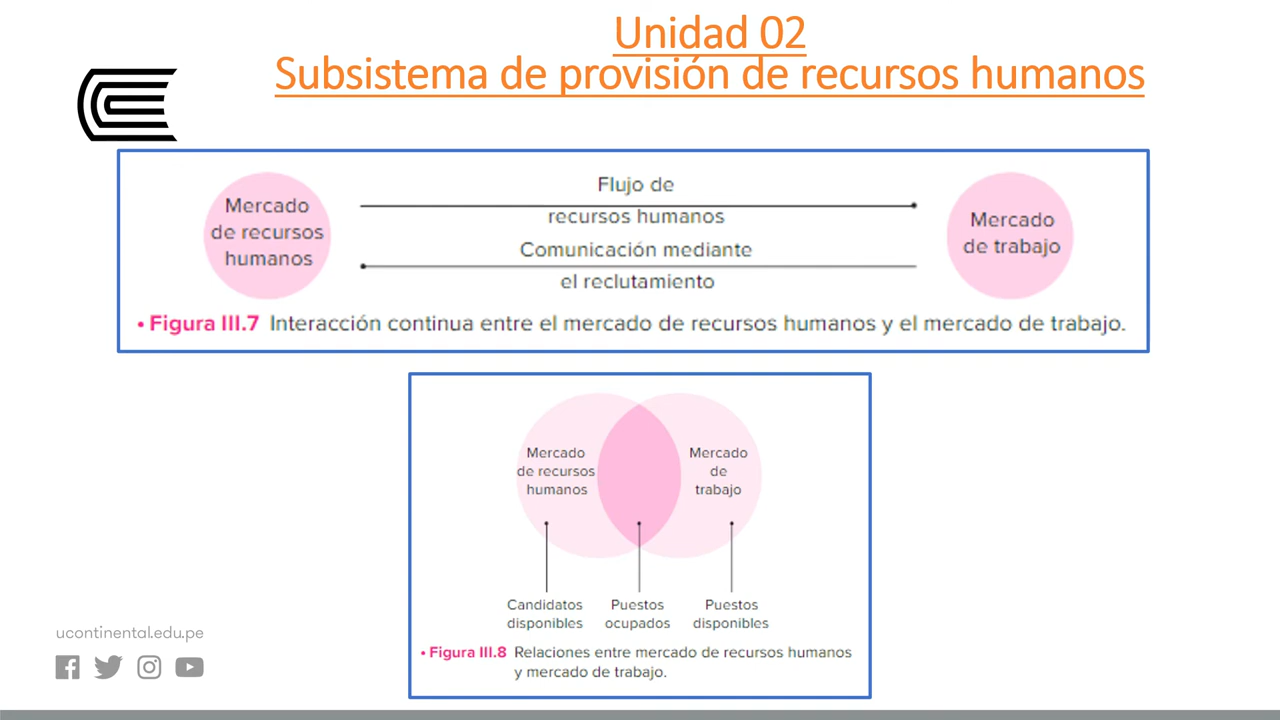 Unidad 02
Subsistema de provisión de recursos humanos
Mercado
de recursos
humanos
Flujo de
recursos humanos
Comunicación mediante
el reclutamiento
Mercado
de trabajo
• Figura III.7 Interacción continua entre el mercado de recursos humanos y el mercado de trabajo.
Mercado
de recursos
humanos
Mercado
de
trabajo
Candidatos
disponibles
Puestos
ocupados
Puestos
disponibles
• Figura III.8 Relaciones entre mercado de recursos humanos
y mercado de trabajo.
ucontinental.edu.pe